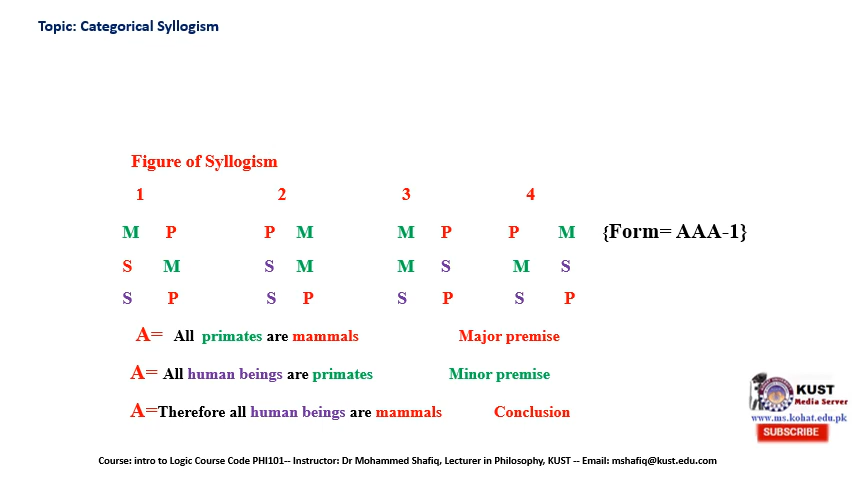 Topic: Categorical Syllogism
Figure of Syllogism
1 2 3 4
M P P M M P P M {Form= AAA-1}
S M S M M S M S
S P S P S P S P
A= All primates are mammals Major premise
A= All human beings are primates Minor premise
A=Therefore all human beings are mammals Conclusion
KUST
Media Server
www.ms.kohat.edu.pk
SUBSCRIBE
Course: intro to Logic Course Code PHI101-- Instructor: Dr Mohammed Shafiq, Lecturer in Philosophy, KUST -- Email: mshafiq@kust.edu.com